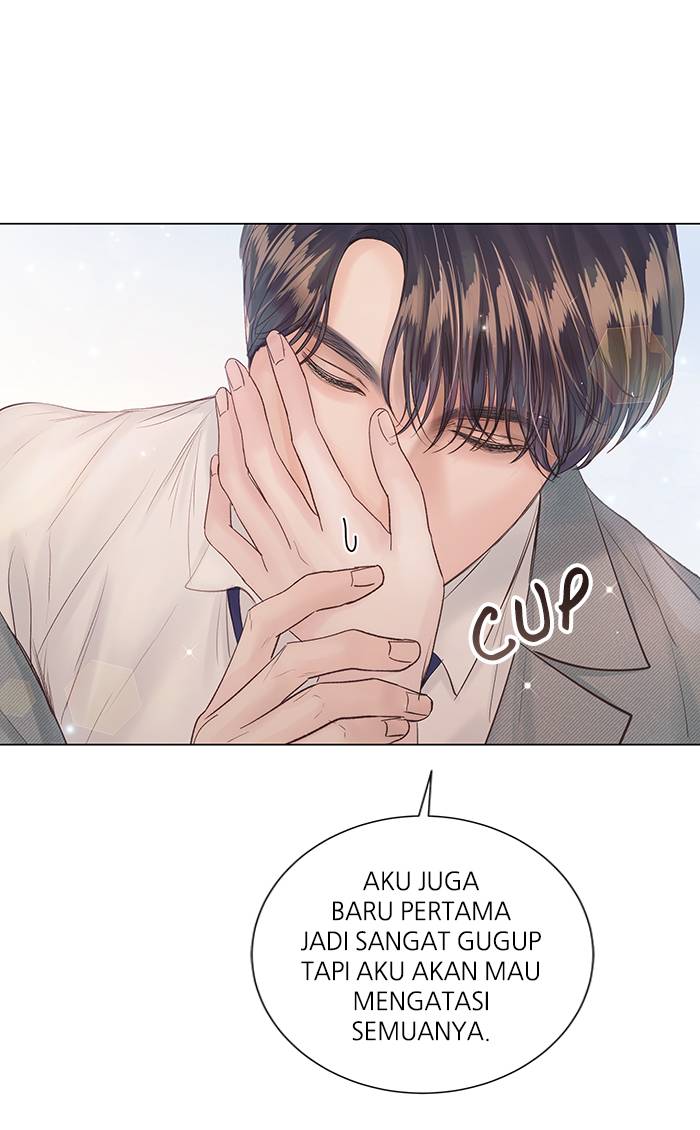 CUP
AKU JUGA
BARU PERTAMA
JADI SANGAT GUGUP
TAPI AKU AKAN MAU
MENGATASI
SEMUANYA.